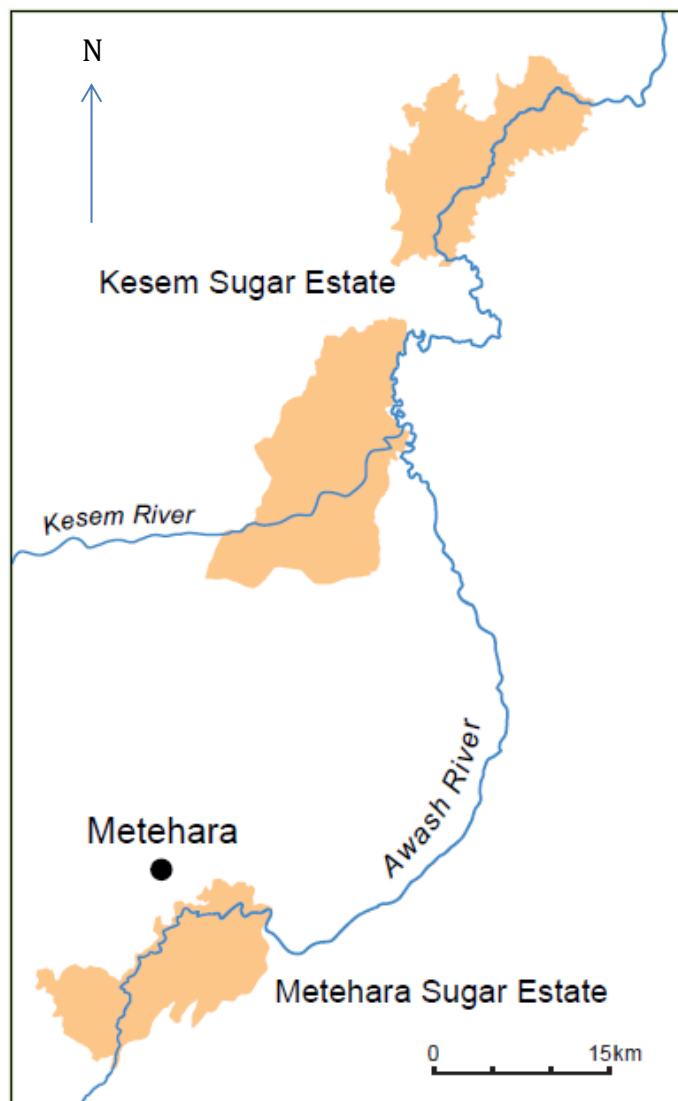 N
Kesem Sugar Estate
Kesem River
Awash River
Metehara
Metehara Sugar Estate
0 15km